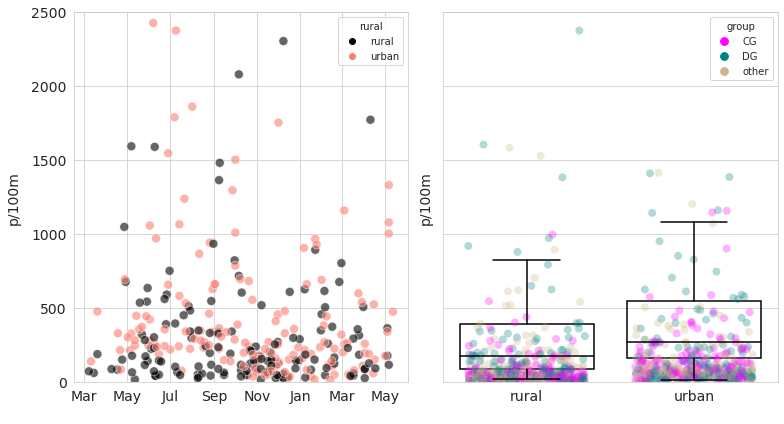 2500
2000
1500
1000
500
0
p/100m
Mar May Jul Sep Nov Jan Mar May
rural
rural
urban
p/100m
group
CG
DG
other
rural urban